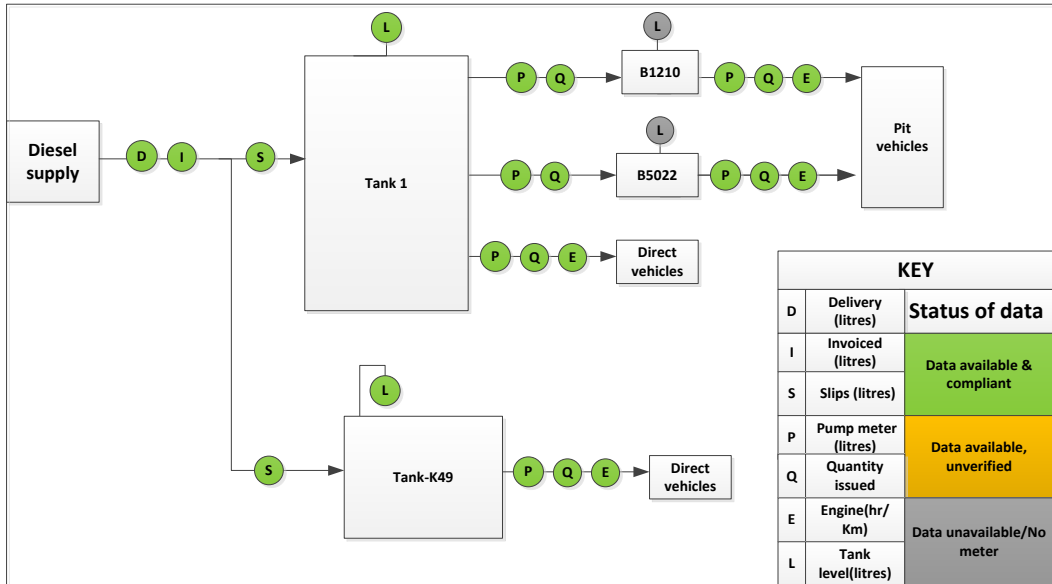 L
L
P
Q
B1210
P
Q
E
Diesel
supply
D
I
S
Tank 1
L
P
Q
B5022
P
Q
E
Pit
vehicles
P
Q
E
Direct
vehicles
L
S
Tank-K49
P
Q
E
Direct
vehicles
KEY
D
Delivery
(litres)
Status of data
I
Invoiced
(litres)
S
Slips (litres)
Data available &
compliant
P
Pump meter
(litres)
Q
Quantity
issued
Data available,
unverified
E
Engine(hr/
Km)
L
Tank
level(litres)
Data unavailable/No
meter